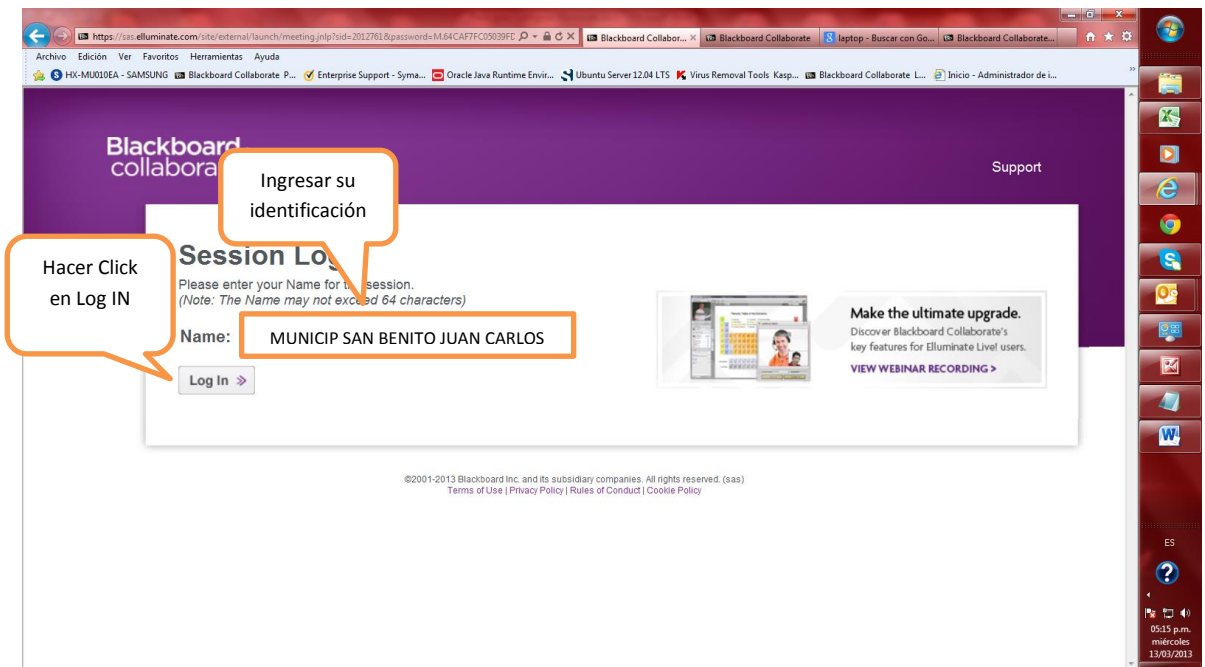 https://sas.elluminate.com/site/external/launch/meeting.jnlp?sid=2012761&password=M.64CAF7FC05039FE
Blackboard Collabor...
Blackboard Collaborate
laptop - Buscar con Go...
Blackboard Collaborate...
Archivo Edición Ver Favoritos Herramientas Ayuda
HX-MU010EA - SAMSUNG Blackboard Collaborate P... Enterprise Support - Syma... Oracle Java Runtime Envir... Ubuntu Server 12.04 LTS Virus Removal Tools Kasp... Blackboard Collaborate L... Inicio - Administrador de i...
Blackboard
collabora
Support
Ingresar su
identificación
Hacer Click
en Log IN
Session Lo
Please enter your Name for session.
(Note: The Name may not exceed 64 characters)
Name:
MUNICIP SAN BENITO JUAN CARLOS
Log In
Make the ultimate upgrade.
Discover Blackboard Collaborate's
key features for Elluminate Live! users.
VIEW WEBINAR RECORDING >
©2001-2013 Blackboard Inc. and its subsidiary companies. All rights reserved. (sas)
Terms of Use | Privacy Policy | Rules of Conduct | Cookie Policy
ES
05:15 p.m.
miércoles
13/03/2013